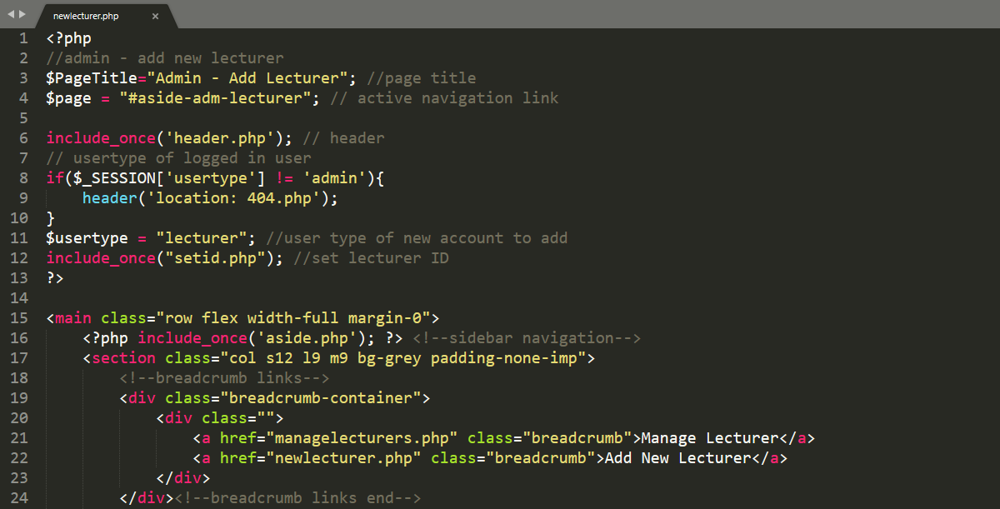 newlecturer.php ×
1 <?php
2 //admin - add new lecturer
3 $PageTitle="Admin - Add Lecturer"; //page title
4 $page = "#aside-adm-lecturer"; // active navigation link
5
6 include_once('header.php'); // header
7 // usertype of logged in user
8 if($_SESSION['usertype'] != 'admin'){
9     header('location: 404.php');
10 }
11 $usertype = "lecturer"; //user type of new account to add
12 include_once("setid.php"); //set lecturer ID
13 ?>
14
15 <main class="row flex width-full margin-0">
16     <?php include_once('aside.php'); ?> <!--sidebar navigation-->
17     <section class="col s12 l9 m9 bg-grey padding-none-imp">
18         <!--breadcrumb links-->
19         <div class="breadcrumb-container">
20             <div class="">
21                 <a href="managelecturers.php" class="breadcrumb">Manage Lecturer</a>
22                 <a href="newlecturer.php" class="breadcrumb">Add New Lecturer</a>
23             </div>
24         </div><!--breadcrumb links end-->